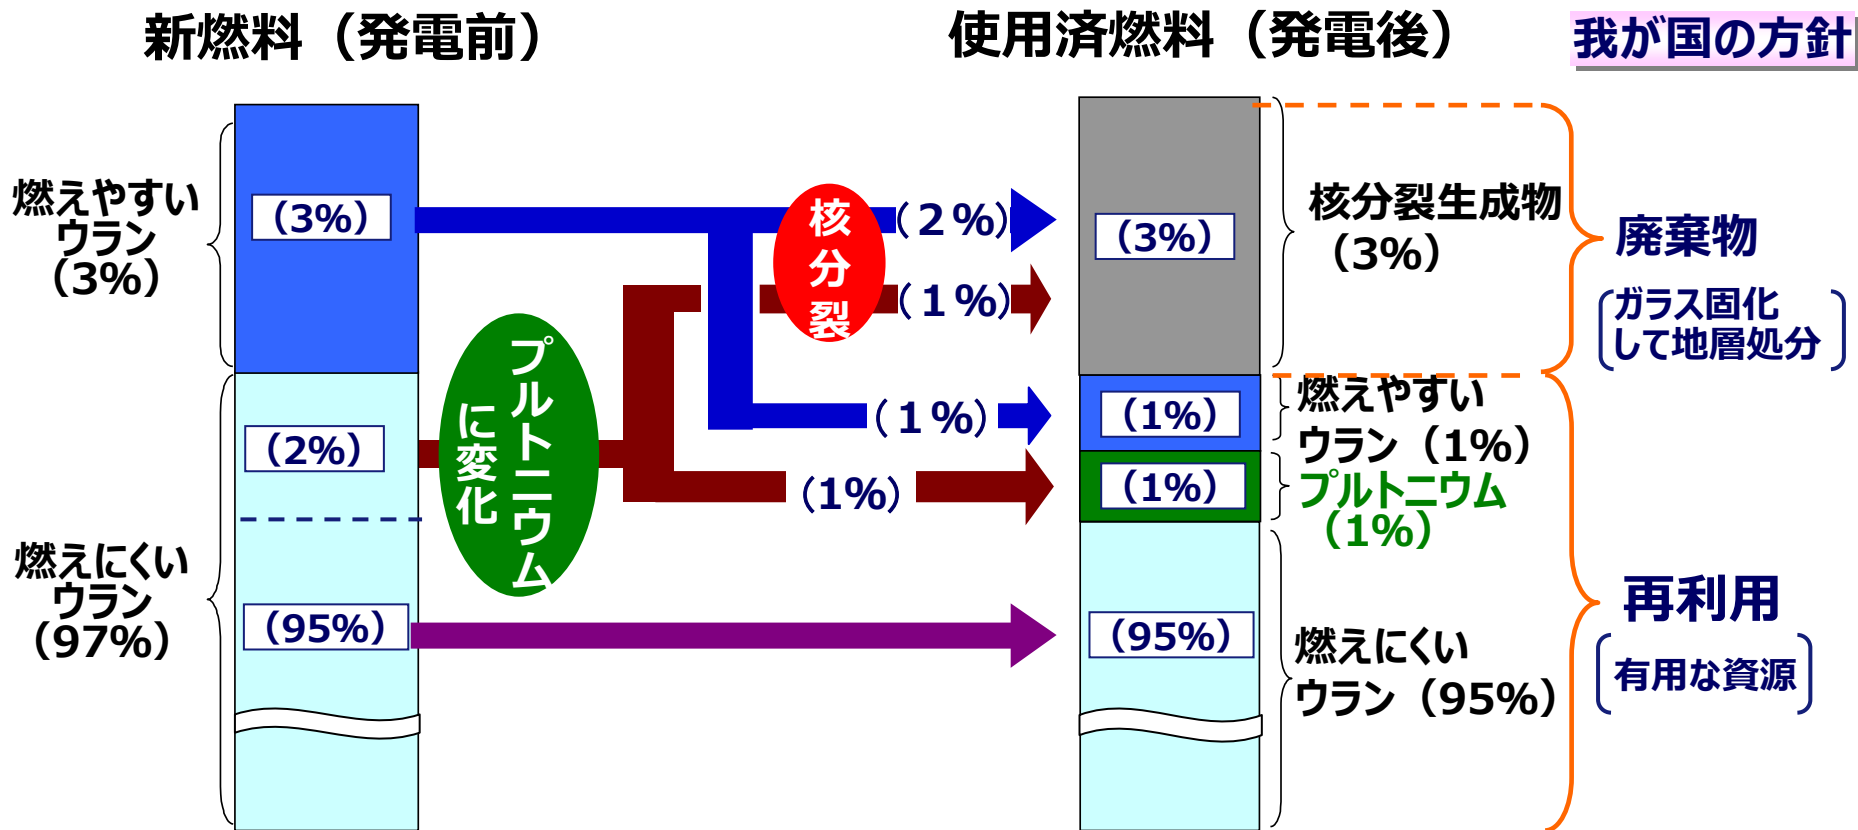 新燃料（発電前）
使用済燃料（発電後）
我が国の方針
燃えやすい
ウラン
（3%）
（3%）
燃えにくい
ウラン
（97%）
（2%）
（95%）
プルトニウム
に変化
核分裂
（２%）
（１%）
（１%）
（1%）
（3%）
（1%）
（1%）
（95%）
核分裂生成物
（3%）
燃えやすい
ウラン（1%）
プルトニウム
（1%）
燃えにくい
ウラン（95%）
廃棄物
ガラス固化
して地層処分
再利用
有用な資源